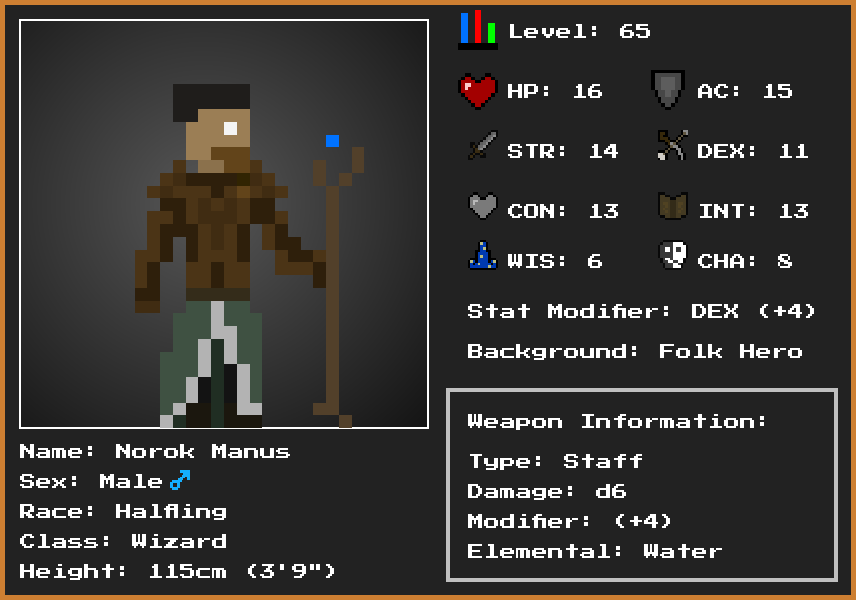 Level: 65
HP: 16 AC: 15
STR: 14 DEX: 11
CON: 13 INT: 13
WIS: 6 CHA: 8
Stat Modifier: DEX (+4)
Background: Folk Hero
Weapon Information:
Type: Staff
Damage: d6
Modifier: (+4)
Elemental: Water
Name: Norok Manus
Sex: Male♂
Race: Halfling
Class: Wizard
Height: 115cm (3'9")